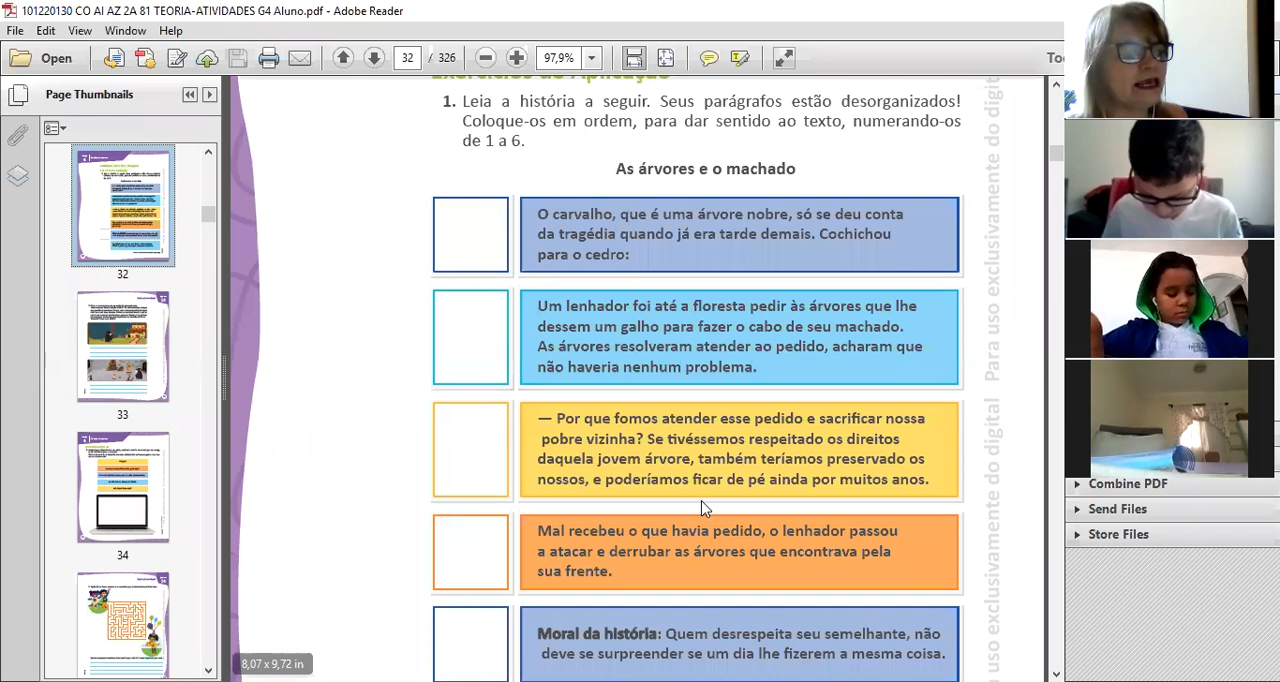 101220130 CO AI AZ 2A 81 TEORIA-ATIVIDADES G4 Aluno.pdf - Adobe Reader
File Edit View Window Help
Open
32 / 326
97,9%
Page Thumbnails
32
33
34
8,07 x 9,72 in
Exercícios de Aplicação
1. Leia a história a seguir. Seus parágrafos estão desorganizados!
Coloque-os em ordem, para dar sentido ao texto, numerando-os
de 1 a 6.
As árvores e o machado
O carvalho, que é uma árvore nobre, só se deu conta
da tragédia quando já era tarde demais. Cochichou
para o cedro:
Um lenhador foi até a floresta pedir às árvores que lhe
dessem um galho para fazer o cabo de seu machado.
As árvores resolveram atender ao pedido, acharam que
não haveria nenhum problema.
— Por que fomos atender esse pedido e sacrificar nossa
pobre vizinha? Se tivéssemos respeitado os direitos
daquela jovem árvore, também teríamos preservado os
nossos, e poderíamos ficar de pé ainda por muitos anos.
Mal recebeu o que havia pedido, o lenhador passou
a atacar e derrubar as árvores que encontrava pela
sua frente.
Moral da história: Quem desrespeita seu semelhante, não
deve se surpreender se um dia lhe fizerem a mesma coisa.
Para uso exclusivamente do digit
uso exclusivamente do digital
Combine PDF
Send Files
Store Files